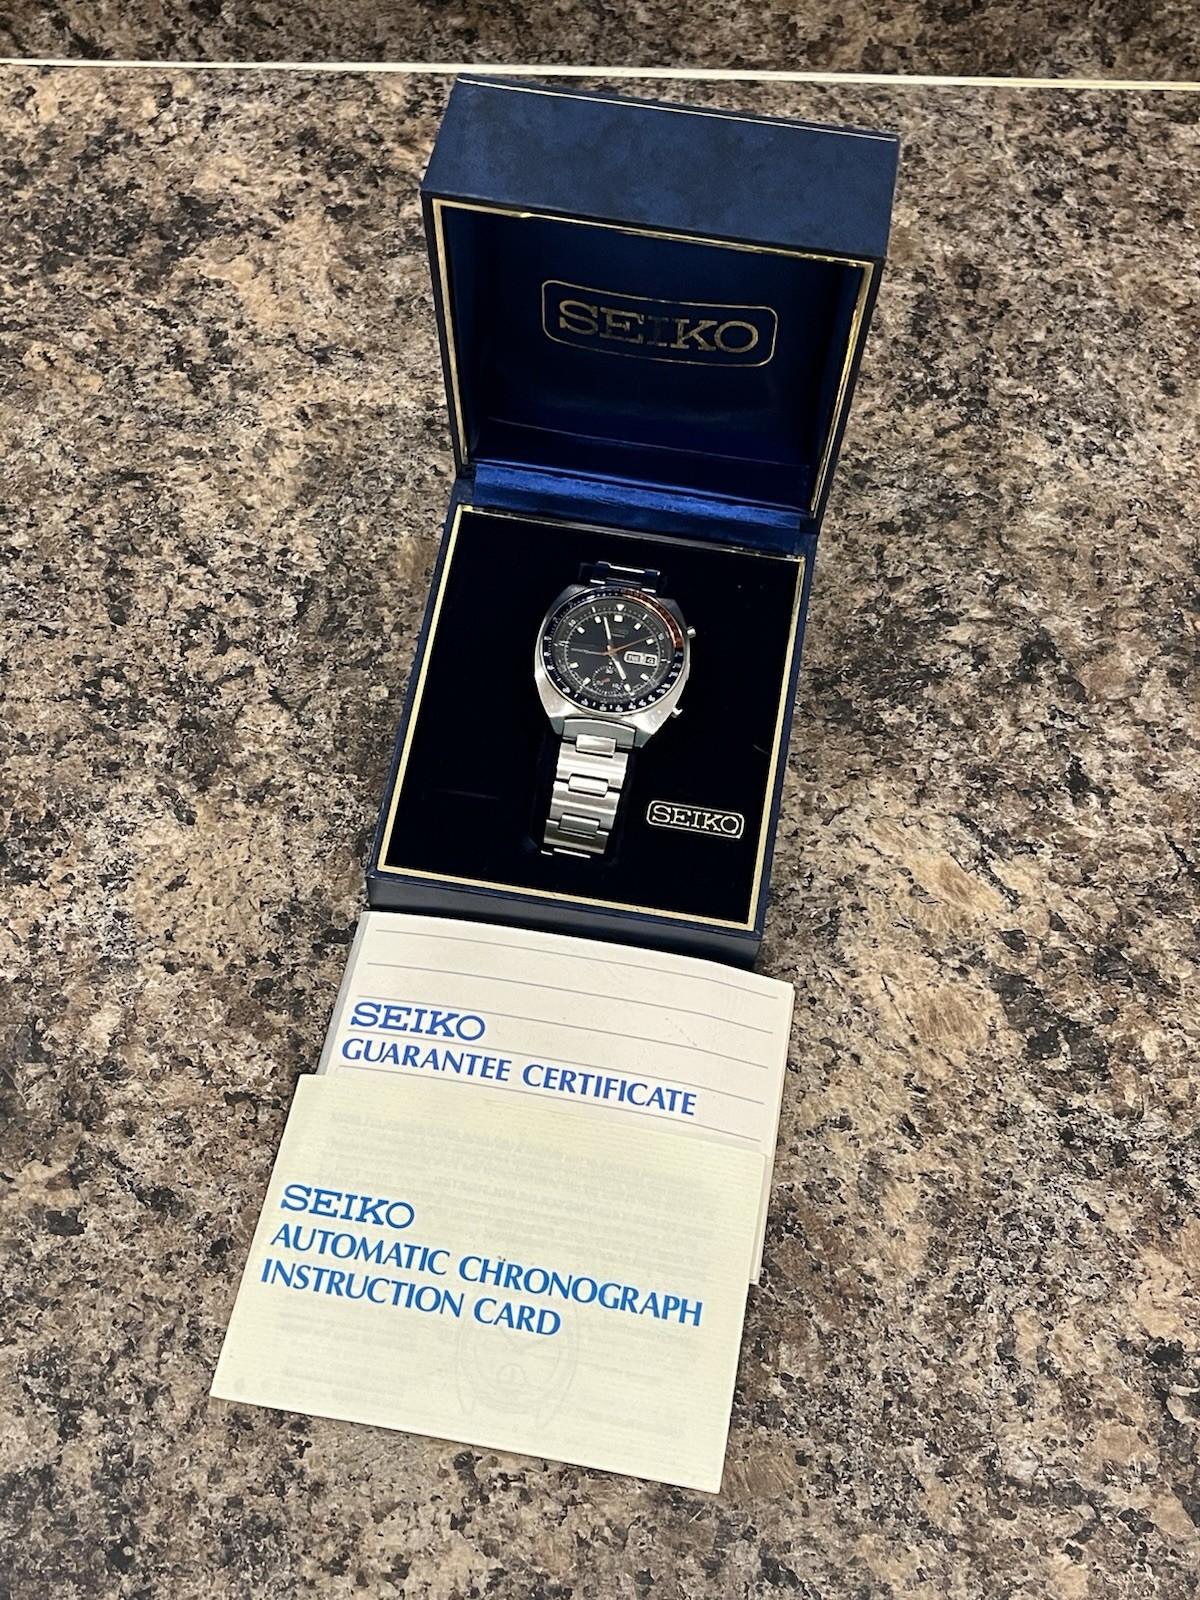 SEIKO
SEIKO
SEIKO
GUARANTEE CERTIFICATE
SEIKO
AUTOMATIC CHRONOGRAPH
INSTRUCTION CARD